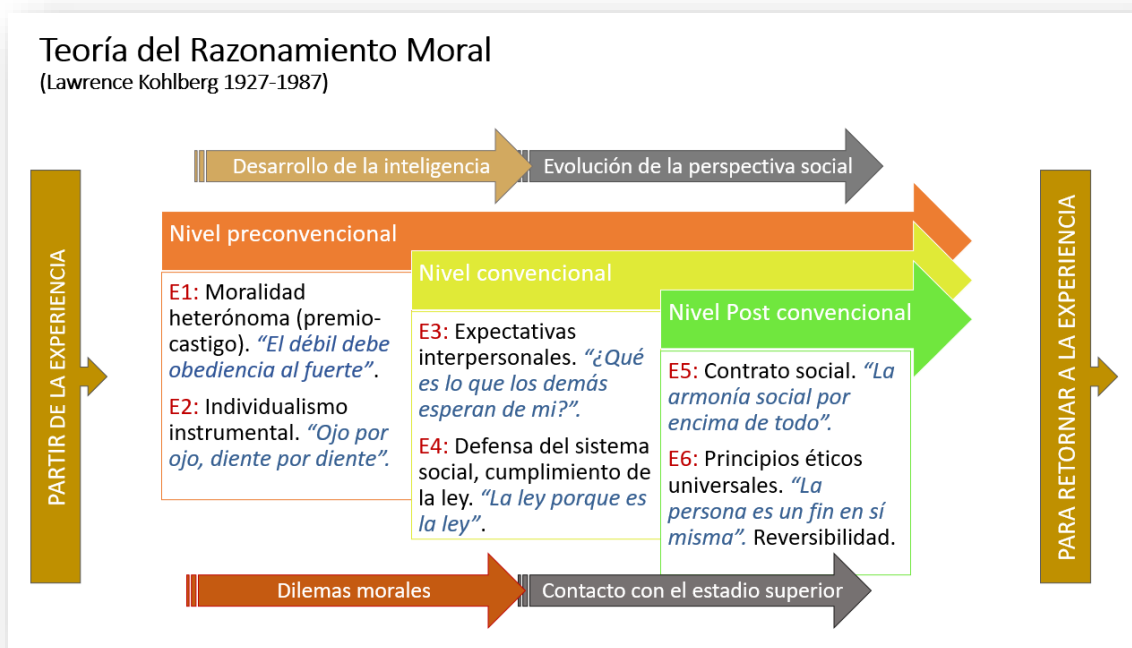 Teoría del Razonamiento Moral
(Lawrence Kohlberg 1927-1987)
Desarrollo de la inteligencia
Evolución de la perspectiva social
PARTIR DE LA EXPERIENCIA
Nivel preconvencional
E1: Moralidad
heterónoma (premio-
castigo). “El débil debe
obediencia al fuerte”.
E2: Individualismo
instrumental. “Ojo por
ojo, diente por diente”.
Nivel convencional
E3: Expectativas
interpersonales. “¿Qué
es lo que los demás
esperan de mi?”.
E4: Defensa del sistema
social, cumplimiento de
la ley. “La ley porque es
la ley”.
Nivel Post convencional
E5: Contrato social. “La
armonía social por
encima de todo”.
E6: Principios éticos
universales. “La
persona es un fin en sí
misma”. Reversibilidad.
Dilemas morales
Contacto con el estadio superior
PARA RETORNAR A LA EXPERIENCIA